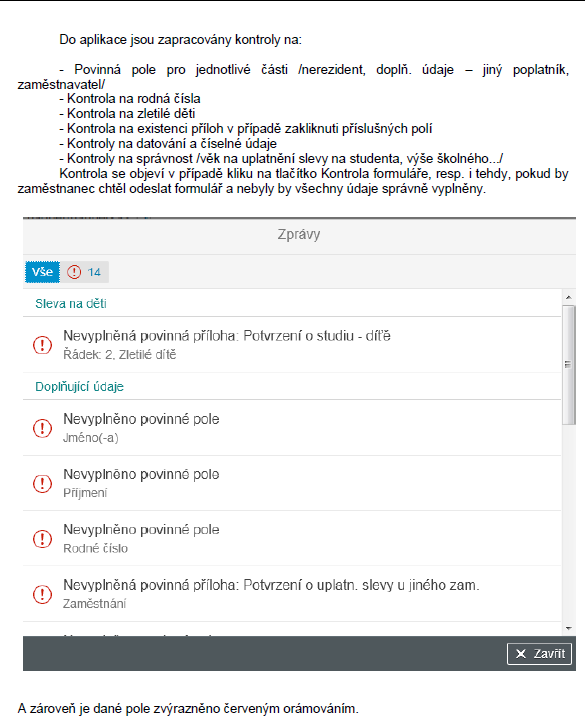 Do aplikace jsou zapracovány kontroly na:
- Povinná pole pro jednotlivé části /nerezident, doplň. údaje – jiný poplatník,
zaměstnavatel/
- Kontrola na rodná čísla
- Kontrola na zletilé děti
- Kontrola na existenci příloh v případě zakliknuti příslušných polí
- Kontroly na datování a číselné údaje
- Kontroly na správnost /věk na uplatnění slevy na studenta, výše školného.../
Kontrola se objeví v případě kliku na tlačítko Kontrola formuláře, resp. i tehdy, pokud by
zaměstnanec chtěl odeslat formulář a nebyly by všechny údaje správně vyplněny.
Zprávy
Vše 14
Sleva na děti
Nevyplněná povinná příloha: Potvrzení o studiu - dítě
Řádek: 2, Zletilé dítě
Doplňující údaje
Nevyplněno povinné pole
Jméno(-a)
Nevyplněno povinné pole
Příjmení
Nevyplněno povinné pole
Rodné číslo
Nevyplněná povinná příloha: Potvrzení o uplatn. slevy u jiného zam.
Zaměstnání
Zavřít
A zároveň je dané pole zvýrazněno červeným orámováním.